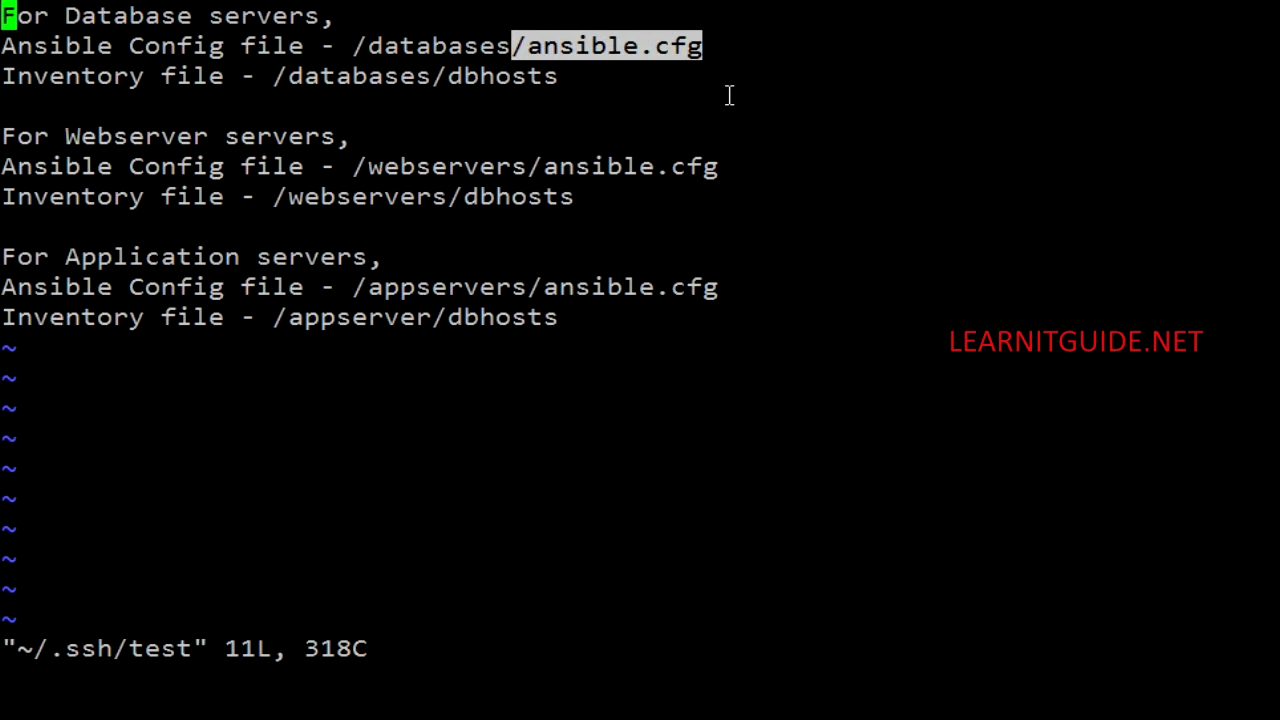 For Database servers,
Ansible Config file - /databases/ansible.cfg
Inventory file - /databases/dbhosts
For Webserver servers,
Ansible Config file - /webservers/ansible.cfg
Inventory file - /webservers/dbhosts
For Application servers,
Ansible Config file - /appservers/ansible.cfg
Inventory file - /appserver/dbhosts
LEARNITGUIDE.NET
~
~
~
~
~
~
~
~
~
~
"~/.ssh/test" 11L, 318C